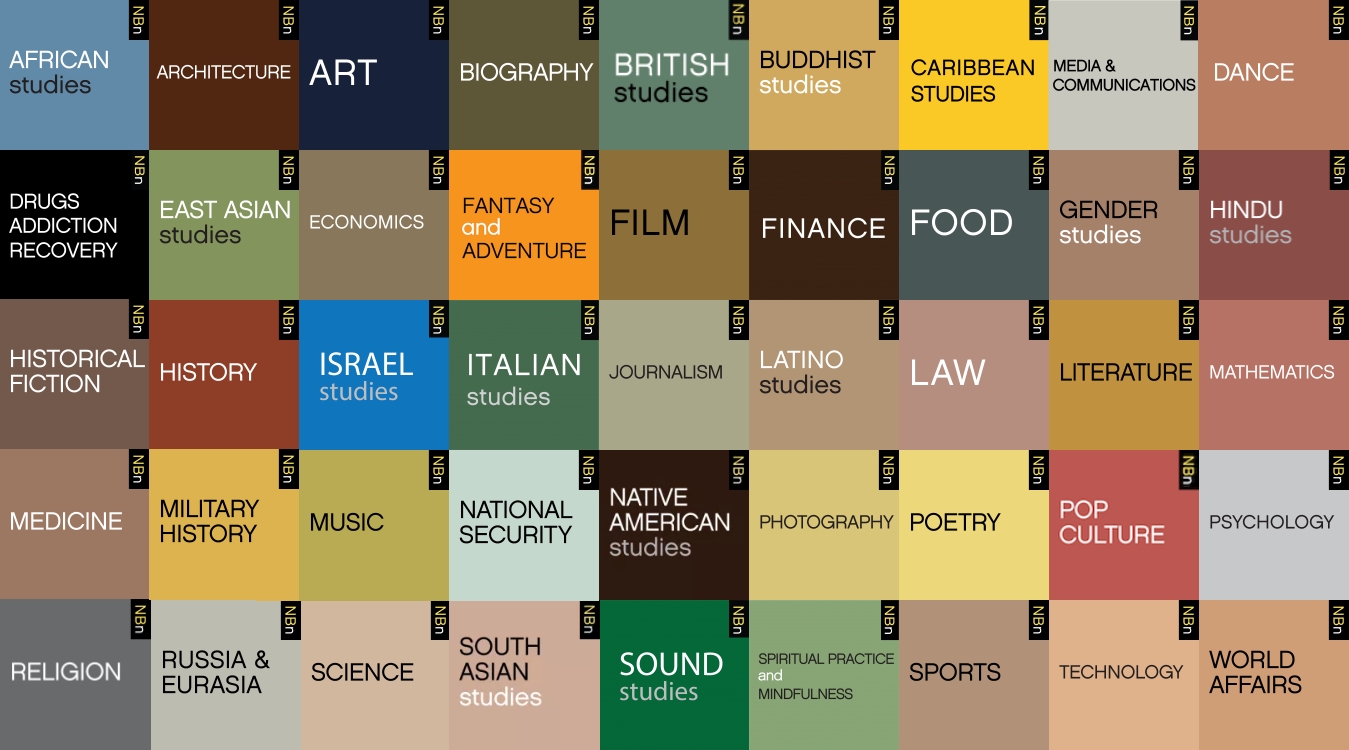 NBn
AFRICAN
studies
NBn
ARCHITECTURE
NBn
ART
NBn
BIOGRAPHY
NBn
BRITISH
studies
NBn
BUDDHIST
studies
NBn
CARIBBEAN
STUDIES
NBn
MEDIA &
COMMUNICATIONS
NBn
DANCE
NBn
DRUGS
ADDICTION
RECOVERY
NBn
EAST ASIAN
studies
NBn
ECONOMICS
NBn
FANTASY
and
ADVENTURE
NBn
FILM
NBn
FINANCE
NBn
FOOD
NBn
GENDER
studies
NBn
HINDU
studies
NBn
HISTORICAL
FICTION
NBn
HISTORY
NBn
ISRAEL
studies
NBn
ITALIAN
studies
NBn
JOURNALISM
NBn
LATINO
studies
NBn
LAW
NBn
LITERATURE
NBn
MATHEMATICS
NBn
MEDICINE
NBn
MILITARY
HISTORY
NBn
MUSIC
NBn
NATIONAL
SECURITY
NBn
NATIVE
AMERICAN
studies
NBn
PHOTOGRAPHY
NBn
POETRY
NBn
POP
CULTURE
NBn
PSYCHOLOGY
NBn
RELIGION
NBn
RUSSIA &
EURASIA
NBn
SCIENCE
NBn
SOUTH
ASIAN
studies
NBn
SOUND
studies
NBn
SPIRITUAL PRACTICE
and
MINDFULNESS
NBn
SPORTS
NBn
TECHNOLOGY
NBn
WORLD
AFFAIRS